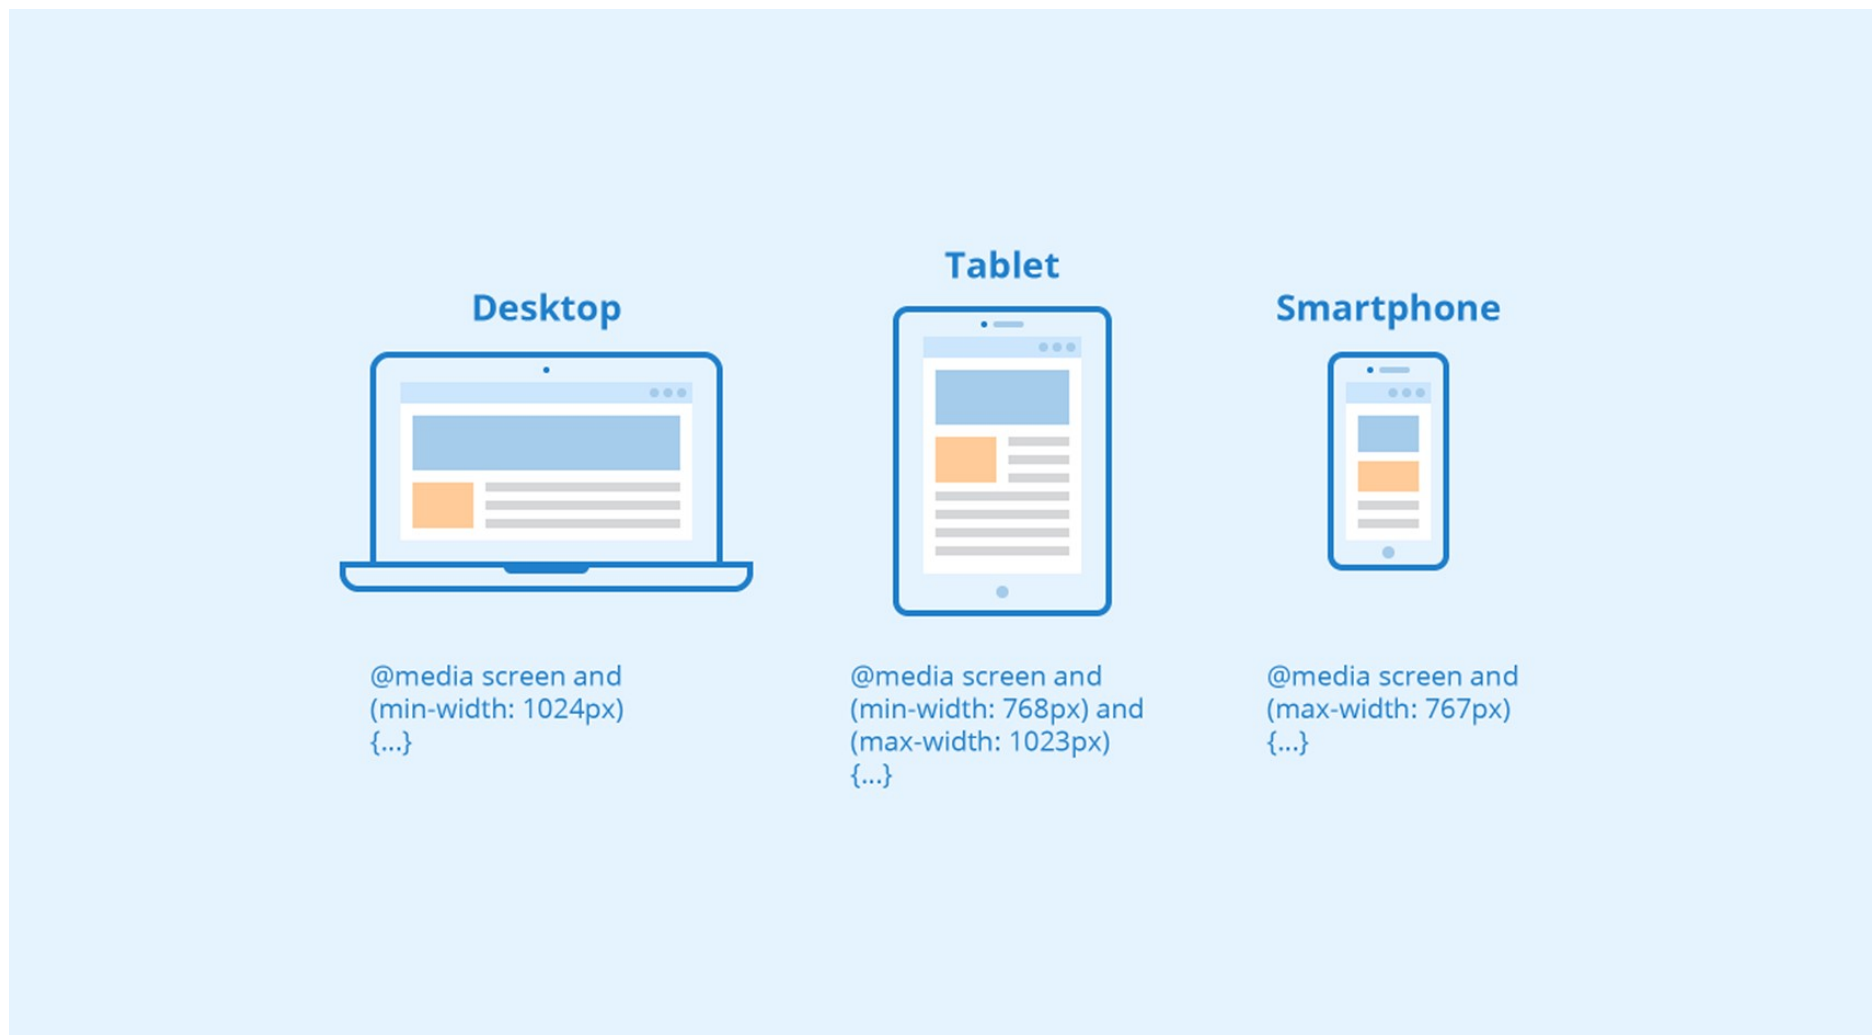 Desktop
@media screen and
(min-width: 1024px)
{...}
Tablet
@media screen and
(min-width: 768px) and
(max-width: 1023px)
{...}
Smartphone
@media screen and
(max-width: 767px)
{...}